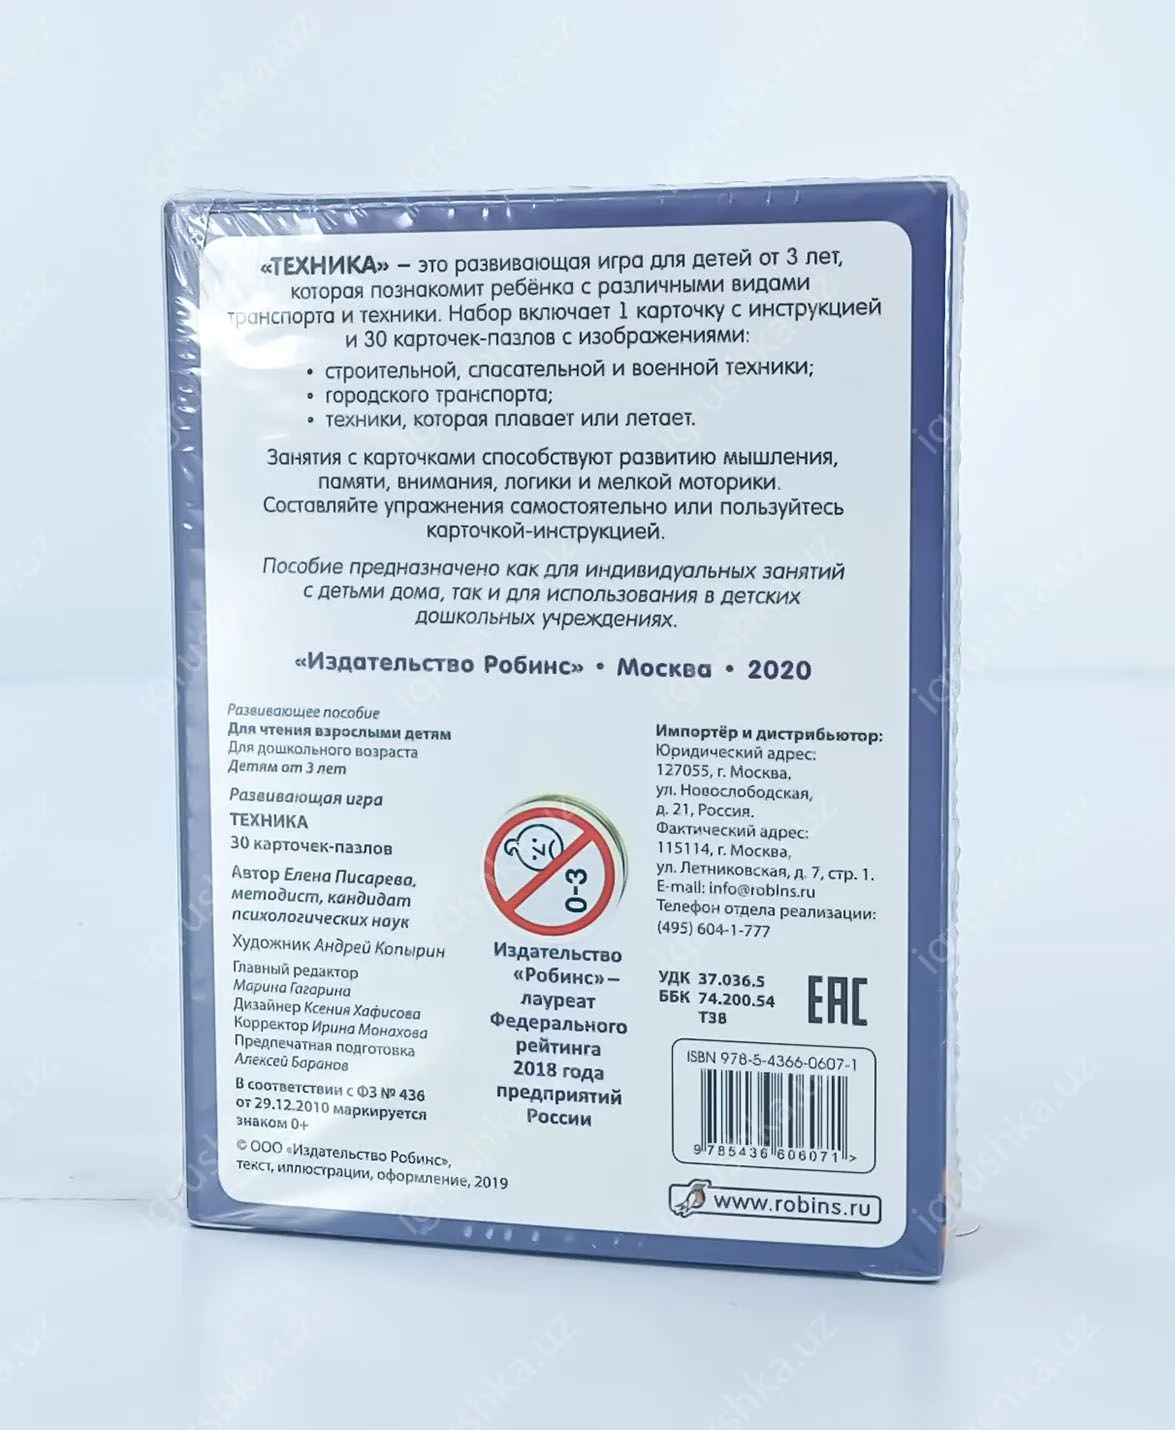 «ТЕХНИКА» – это развивающая игра для детей от 3 лет,
которая познакомит ребёнка с различными видами
транспорта и техники. Набор включает 1 карточку с инструкцией
и 30 карточек-пазлов с изображениями:
• строительной, спасательной и военной техники;
• городского транспорта;
• техники, которая плавает или летает.
Занятия с карточками способствуют развитию мышления,
памяти, внимания, логики и мелкой моторики.
Составляйте упражнения самостоятельно или пользуйтесь
карточкой-инструкцией.
Пособие предназначено как для индивидуальных занятий
с детьми дома, так и для использования в детских
дошкольных учреждениях.
«Издательство Робинс» • Москва • 2020
Развивающее пособие
Для чтения взрослыми детям
Для дошкольного возраста
Детям от 3 лет
Развивающая игра
ТЕХНИКА
30 карточек-пазлов
Автор Елена Писарева,
методист, кандидат
психологических наук
Художник Андрей Копырин
Главный редактор
Марина Гагарина
Дизайнер Ксения Хафисова
Корректор Ирина Монахова
Предпечатная подготовка
Алексей Баранов
В соответствии с ФЗ № 436
от 29.12.2010 маркируется
знаком 0+
© ООО «Издательство Робинс»,
текст, иллюстрации, оформление, 2019
0-3
Издательство
«Робинс» –
лауреат
Федерального
рейтинга
2018 года
предприятий
России
Импортёр и дистрибьютор:
Юридический адрес:
127055, г. Москва,
ул. Новослободская,
д. 21, Россия.
Фактический адрес:
115114, г. Москва,
ул. Летниковская, д. 7, стр. 1.
E-mail: info@robins.ru
Телефон отдела реализации:
(495) 604-1-777
УДК 37.036.5
ББК 74.200.54
Т38
EAC
ISBN 978-5-4366-0607-1
9 785436 606071 >
www.robins.ru
igrushka.uz